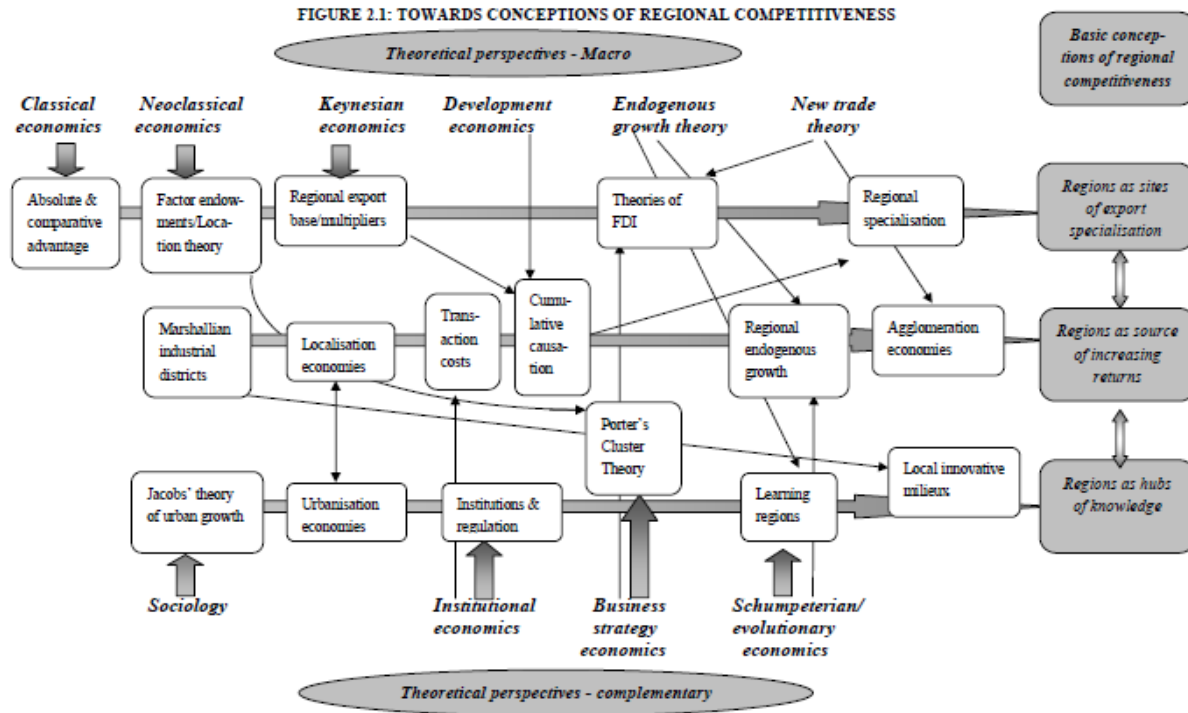 FIGURE 2.1: TOWARDS CONCEPTIONS OF REGIONAL COMPETITIVENESS
Theoretical perspectives - Macro
Basic concep-
tions of regional
competitiveness
Classical
economics
Neoclassical
economics
Keynesian
economics
Development
economics
Endogenous
growth theory
New trade
theory
Absolute &
comparative
advantage
Factor endow-
ments/Loca-
tion theory
Regional export
base/multipliers
Theories of
FDI
Regional
specialisation
Regions as sites
of export
specialisation
Marshallian
industrial
districts
Localisation
economies
Trans-
action
costs
Cumu-
lative
causa-
tion
Regional
endogenous
growth
Agglomeration
economies
Regions as source
of increasing
returns
Porter's
Cluster
Theory
Jacobs' theory
of urban growth
Urbanisation
economies
Institutions &
regulation
Learning
regions
Local innovative
milieux
Regions as hubs
of knowledge
Sociology
Institutional
economics
Business
strategy
economics
Schumpeterian/
evolutionary
economics
Theoretical perspectives - complementary